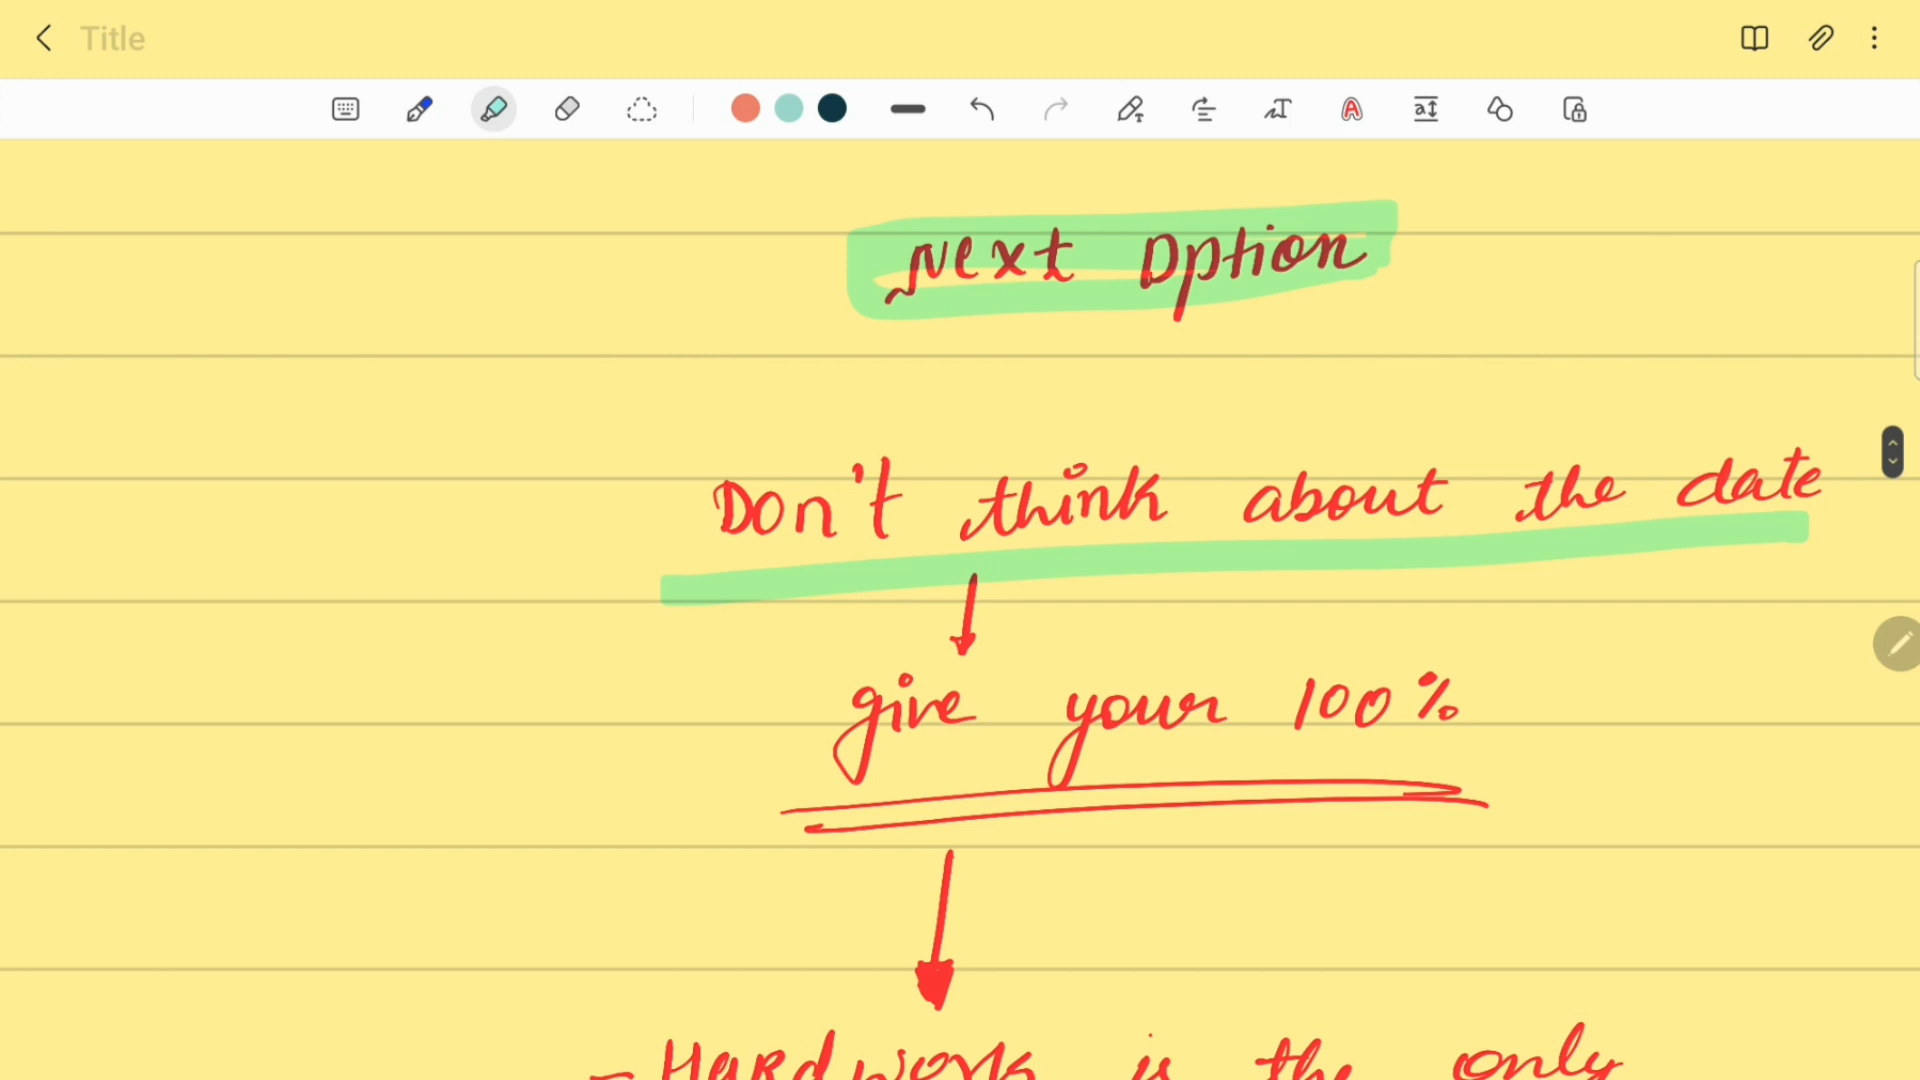 Title
Next Option
Don't think about the date
give your 100%
- Hardwork is the only